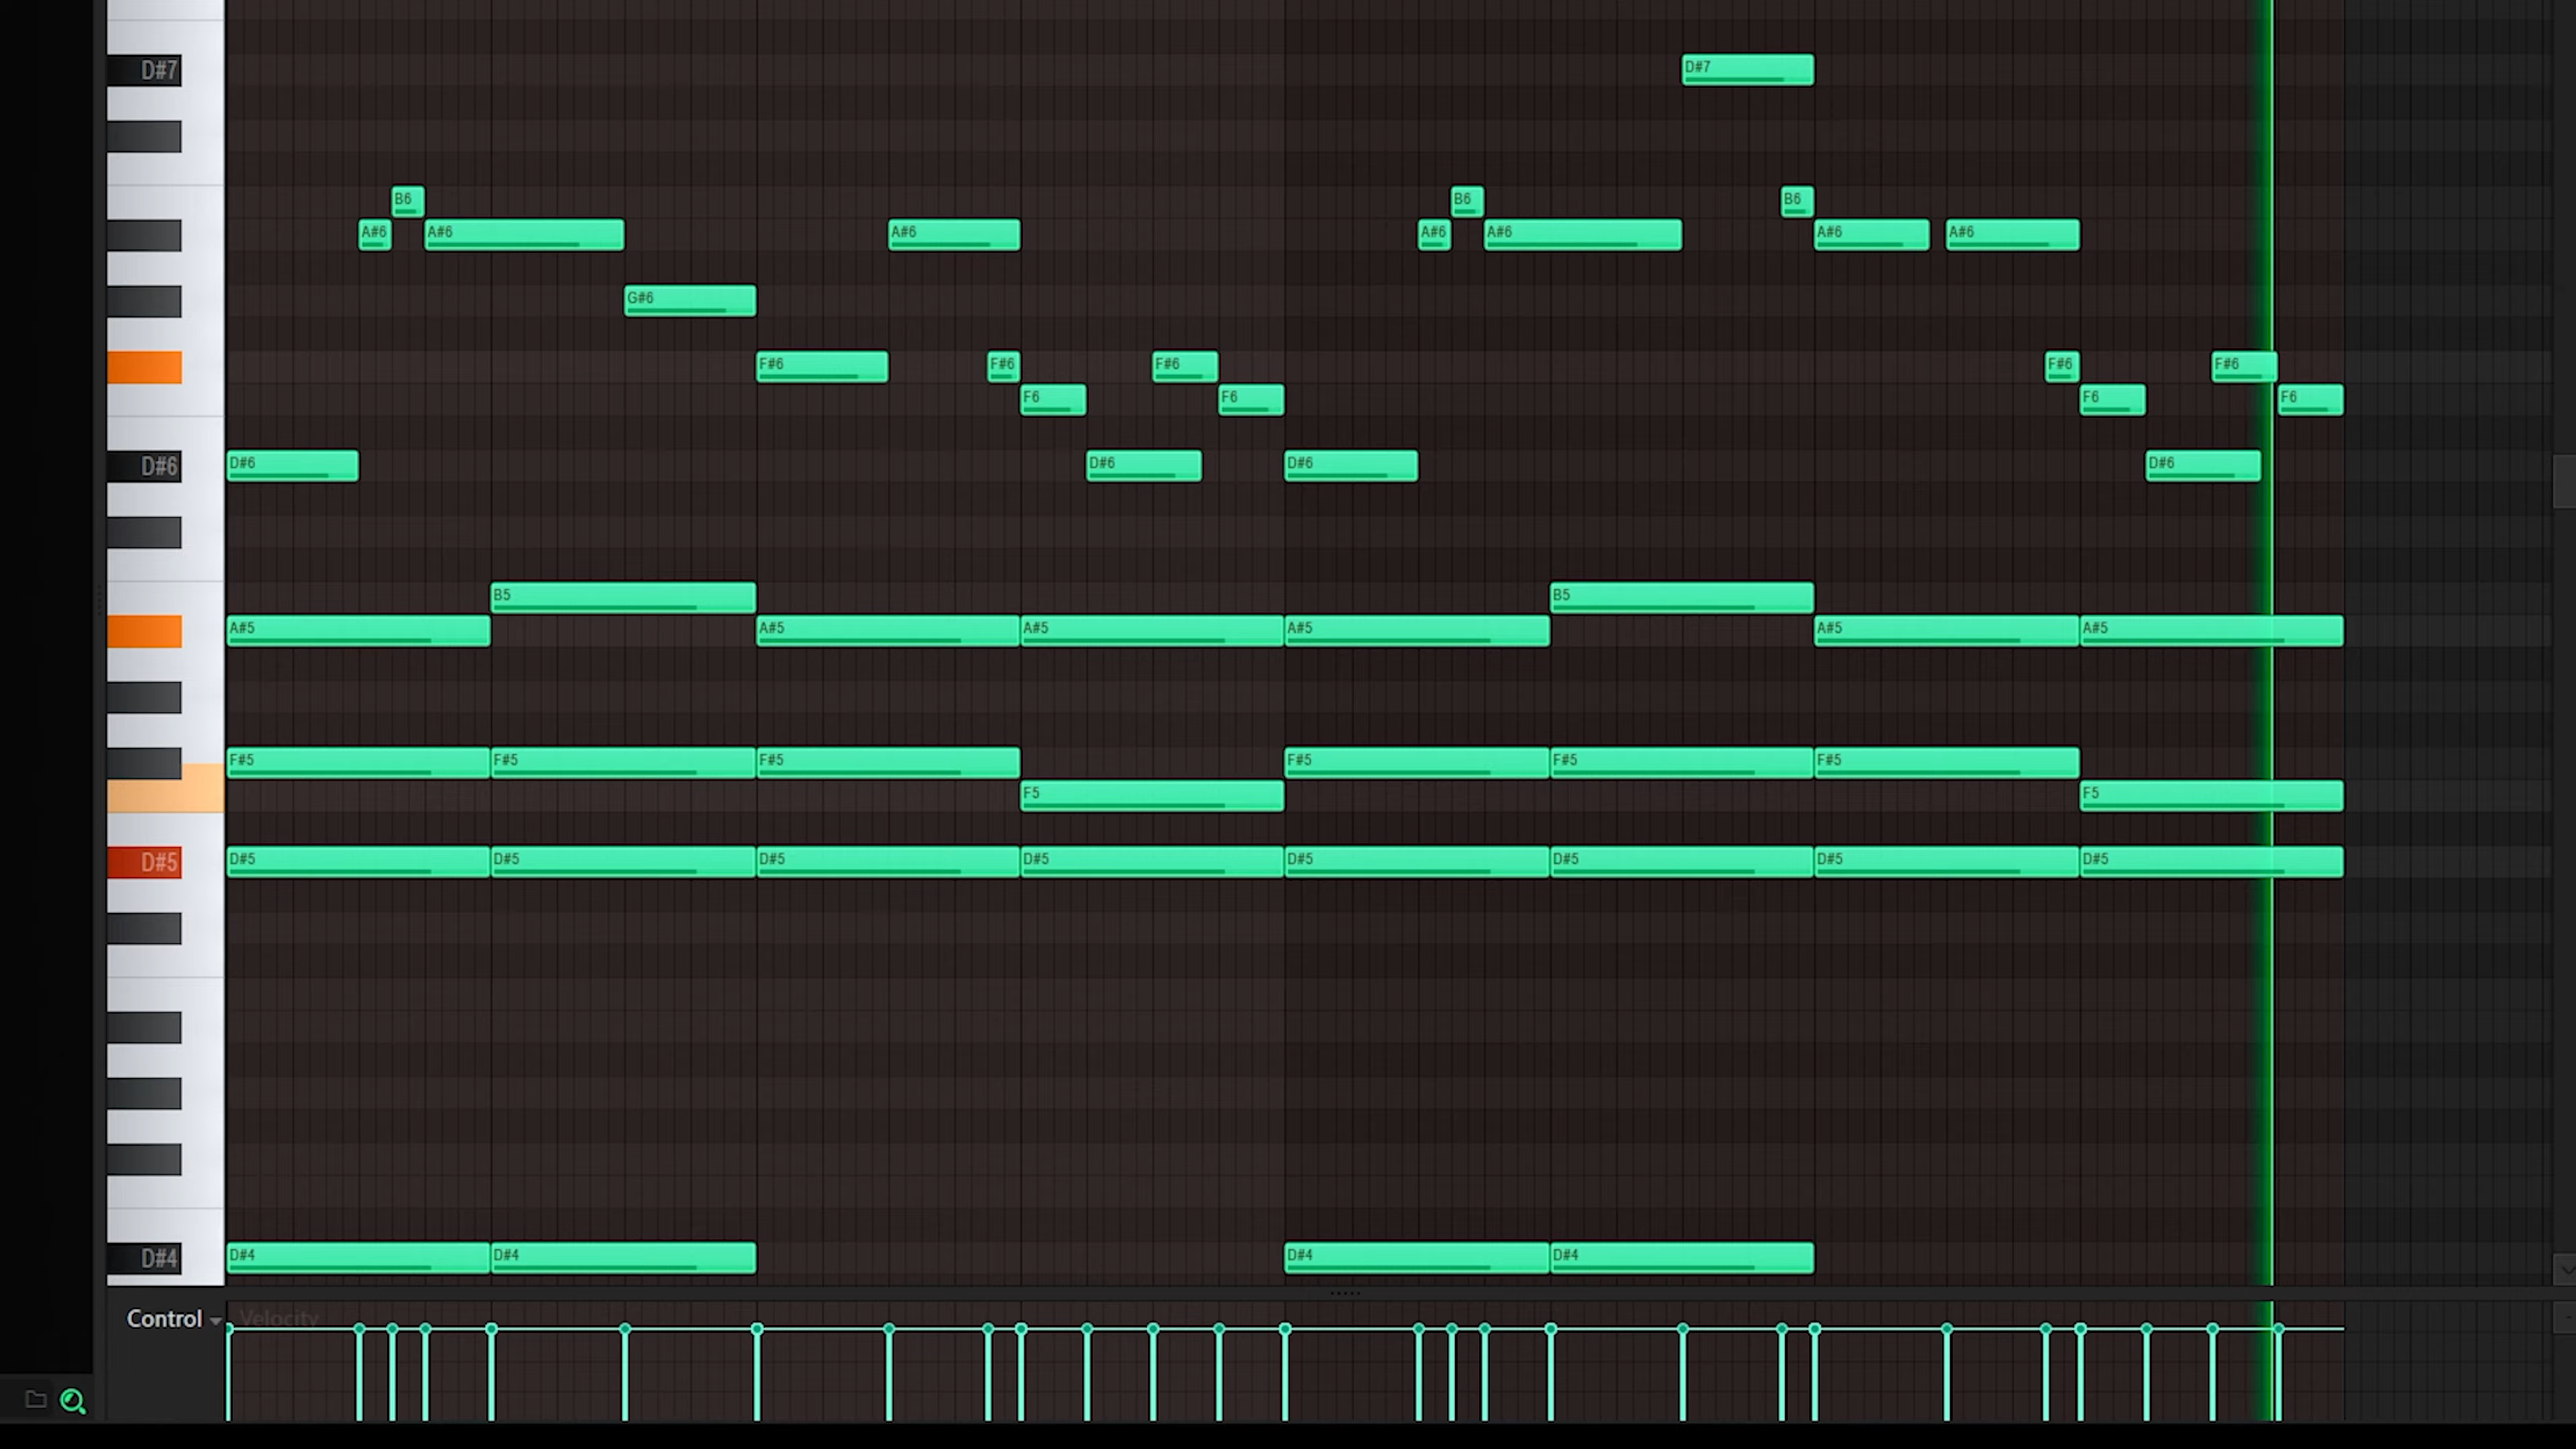 D#7 D#7
B6 B6 B6
A#6 A#6 A#6 A#6 A#6 A#6 A#6
G#6
F#6 F#6 F#6 F#6 F#6
F6 F6 F6 F6
D#6 D#6 D#6 D#6 D#6
B5 B5
A#5 A#5 A#5 A#5 A#5 A#5
F#5 F#5 F#5 F#5 F#5 F#5
F5 F5
D#5 D#5 D#5 D#5 D#5 D#5 D#5 D#5 D#5
D#4 D#4 D#4 D#4 D#4
Control Velocity